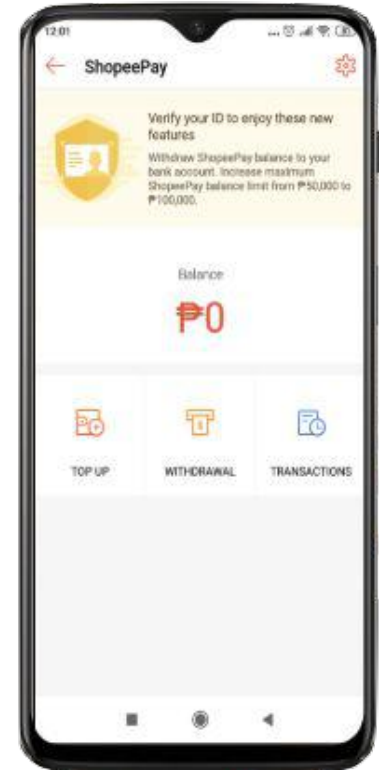 12:01
ShopeePay
Verify your ID to enjoy these new
features
Withdraw ShopeePay balance to your
bank account. Increase maximum
ShopeePay balance limit from ₱50,000 to
₱100,000.
Balance
₱0
TOP UP
WITHDRAWAL
TRANSACTIONS